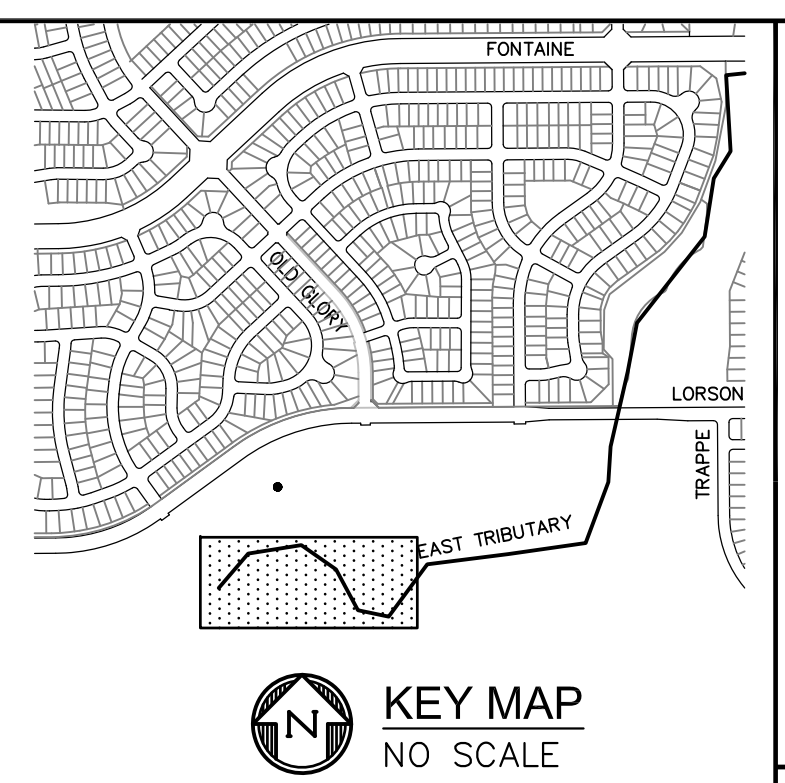 FONTAINE
OLD GLORY
LORSON
TRAPPE
EAST TRIBUTARY
N
KEY MAP
NO SCALE